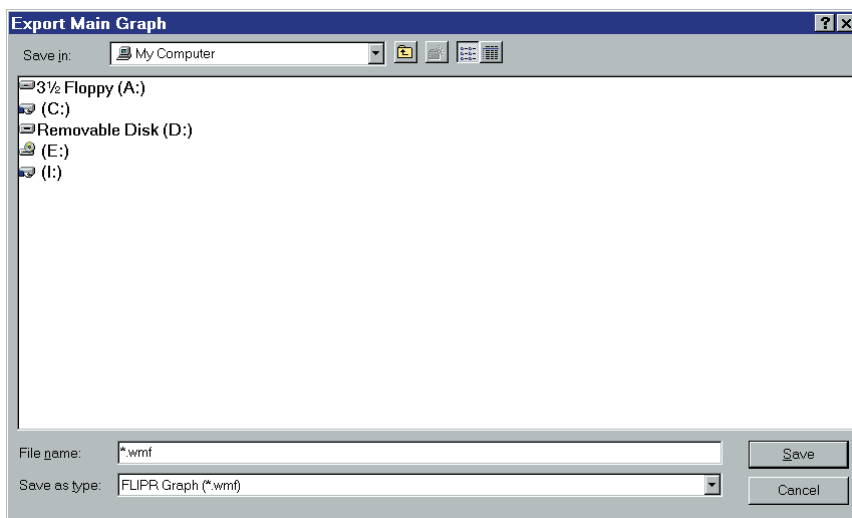 Export Main Graph
Save in: My Computer
3½ Floppy (A:)
(C:)
Removable Disk (D:)
(E:)
(I:)
File name: *.wmf Save
Save as type: FLIPR Graph (*.wmf) Cancel